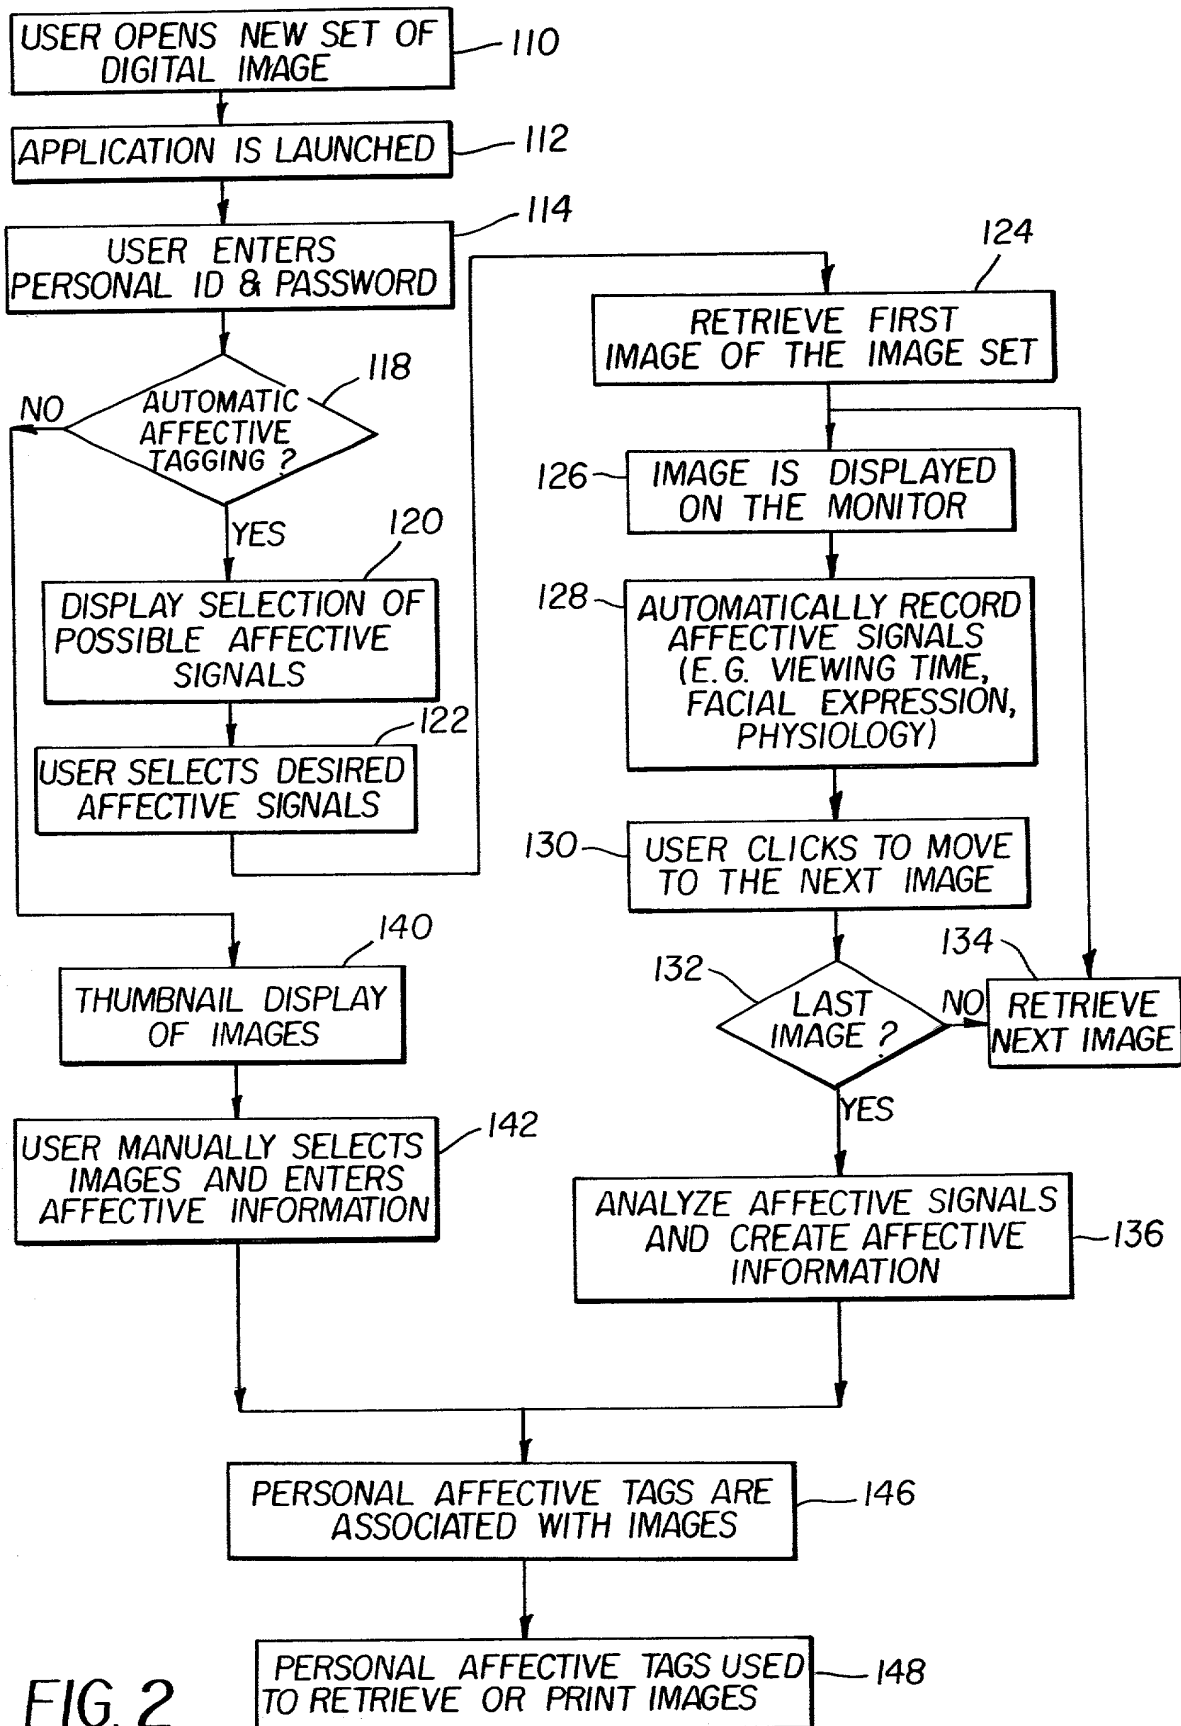 USER OPENS NEW SET OF
DIGITAL IMAGE
110
APPLICATION IS LAUNCHED
112
114
USER ENTERS
PERSONAL ID & PASSWORD
118
AUTOMATIC
AFFECTIVE
TAGGING ?
NO
YES
120
DISPLAY SELECTION OF
POSSIBLE AFFECTIVE
SIGNALS
122
USER SELECTS DESIRED
AFFECTIVE SIGNALS
124
RETRIEVE FIRST
IMAGE OF THE IMAGE SET
126
IMAGE IS DISPLAYED
ON THE MONITOR
128
AUTOMATICALLY RECORD
AFFECTIVE SIGNALS
(E.G. VIEWING TIME,
FACIAL EXPRESSION,
PHYSIOLOGY)
130
USER CLICKS TO MOVE
TO THE NEXT IMAGE
132
LAST
IMAGE ?
NO
134
RETRIEVE
NEXT IMAGE
YES
136
ANALYZE AFFECTIVE SIGNALS
AND CREATE AFFECTIVE
INFORMATION
140
THUMBNAIL DISPLAY
OF IMAGES
142
USER MANUALLY SELECTS
IMAGES AND ENTERS
AFFECTIVE INFORMATION
PERSONAL AFFECTIVE TAGS ARE
ASSOCIATED WITH IMAGES
146
PERSONAL AFFECTIVE TAGS USED
TO RETRIEVE OR PRINT IMAGES
148
FIG. 2